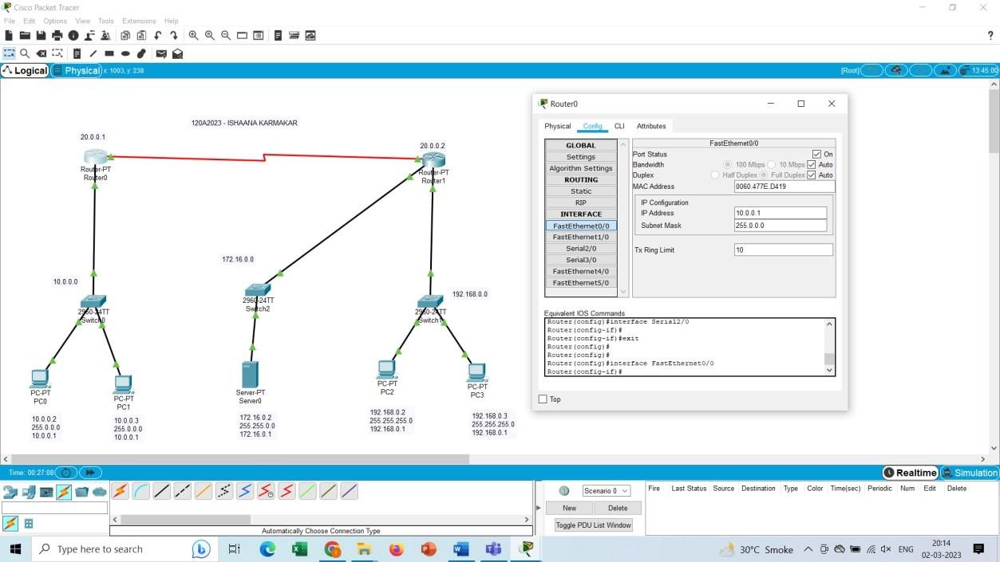 Cisco Packet Tracer
File Edit Options View Tools Extensions Help
?
Logical Physical x: 1003, y: 238 [Root] 13:45:00
120A2023 - ISHAANA KARMAKAR
20.0.0.1
Router-PT
Router0
20.0.0.2
Router-PT
Router1
172.16.0.0
10.0.0.0
2960-24TT
Switch0
2960-24TT
Switch2
192.168.0.0
2960-24TT
Switch1
PC-PT
PC0
10.0.0.2
255.0.0.0
10.0.0.1
PC-PT
PC1
10.0.0.3
255.0.0.0
10.0.0.1
Server-PT
Server0
172.16.0.2
255.255.0.0
172.16.0.1
PC-PT
PC2
192.168.0.2
255.255.255.0
192.168.0.1
PC-PT
PC3
192.168.0.3
255.255.255.0
192.168.0.1
Router0
Physical Config CLI Attributes
GLOBAL
Settings
Algorithm Settings
ROUTING
Static
RIP
INTERFACE
FastEthernet0/0
FastEthernet1/0
Serial2/0
Serial3/0
FastEthernet4/0
FastEthernet5/0
FastEthernet0/0
Port Status On
Bandwidth 100 Mbps 10 Mbps Auto
Duplex Half Duplex Full Duplex Auto
MAC Address 0060.477E.D419
IP Configuration
IP Address 10.0.0.1
Subnet Mask 255.0.0.0
Tx Ring Limit 10
Equivalent IOS Commands
Router(config)#interface Serial2/0
Router(config-if)#
Router(config-if)#exit
Router(config)#
Router(config)#
Router(config)#interface FastEthernet0/0
Router(config-if)#
Top
Time: 00:27:08 Realtime Simulation
Automatically Choose Connection Type
Scenario 0
New Delete
Toggle PDU List Window
Fire Last Status Source Destination Type Color Time(sec) Periodic Num Edit Delete
Type here to search
30°C Smoke ENG
20:14
02-03-2023